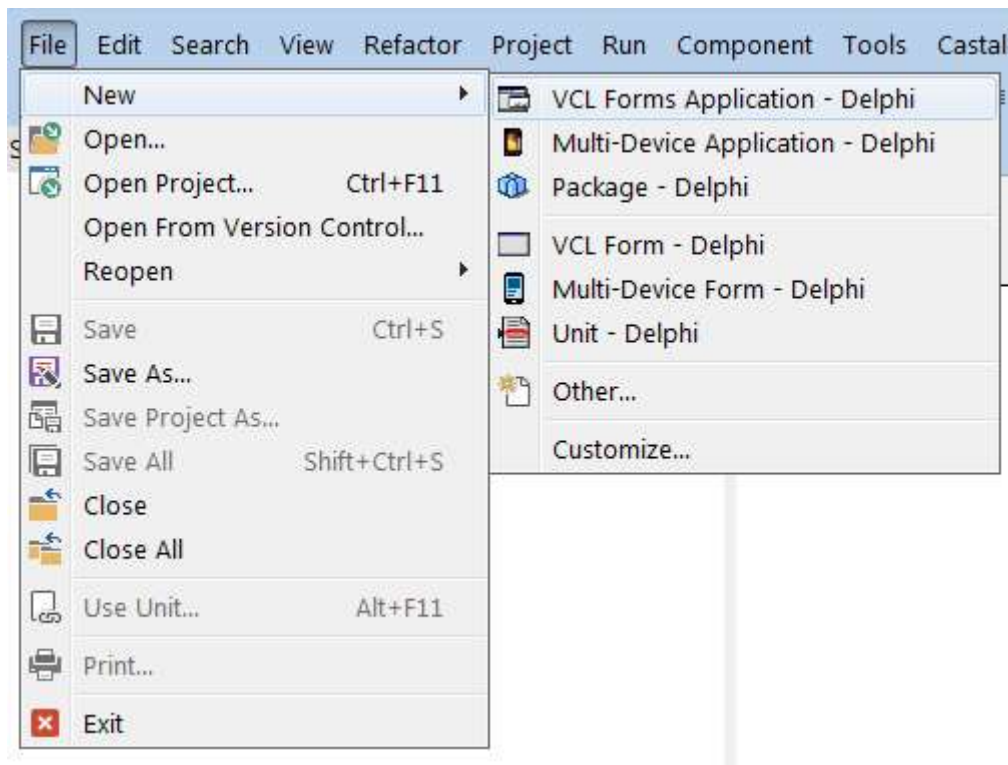 File Edit Search View Refactor Project Run Component Tools
New
Open...
Open Project... Ctrl+F11
Open From Version Control...
Reopen
Save Ctrl+S
Save As...
Save Project As...
Save All Shift+Ctrl+S
Close
Close All
Use Unit... Alt+F11
Print...
Exit
VCL Forms Application - Delphi
Multi-Device Application - Delphi
Package - Delphi
VCL Form - Delphi
Multi-Device Form - Delphi
Unit - Delphi
Other...
Customize...